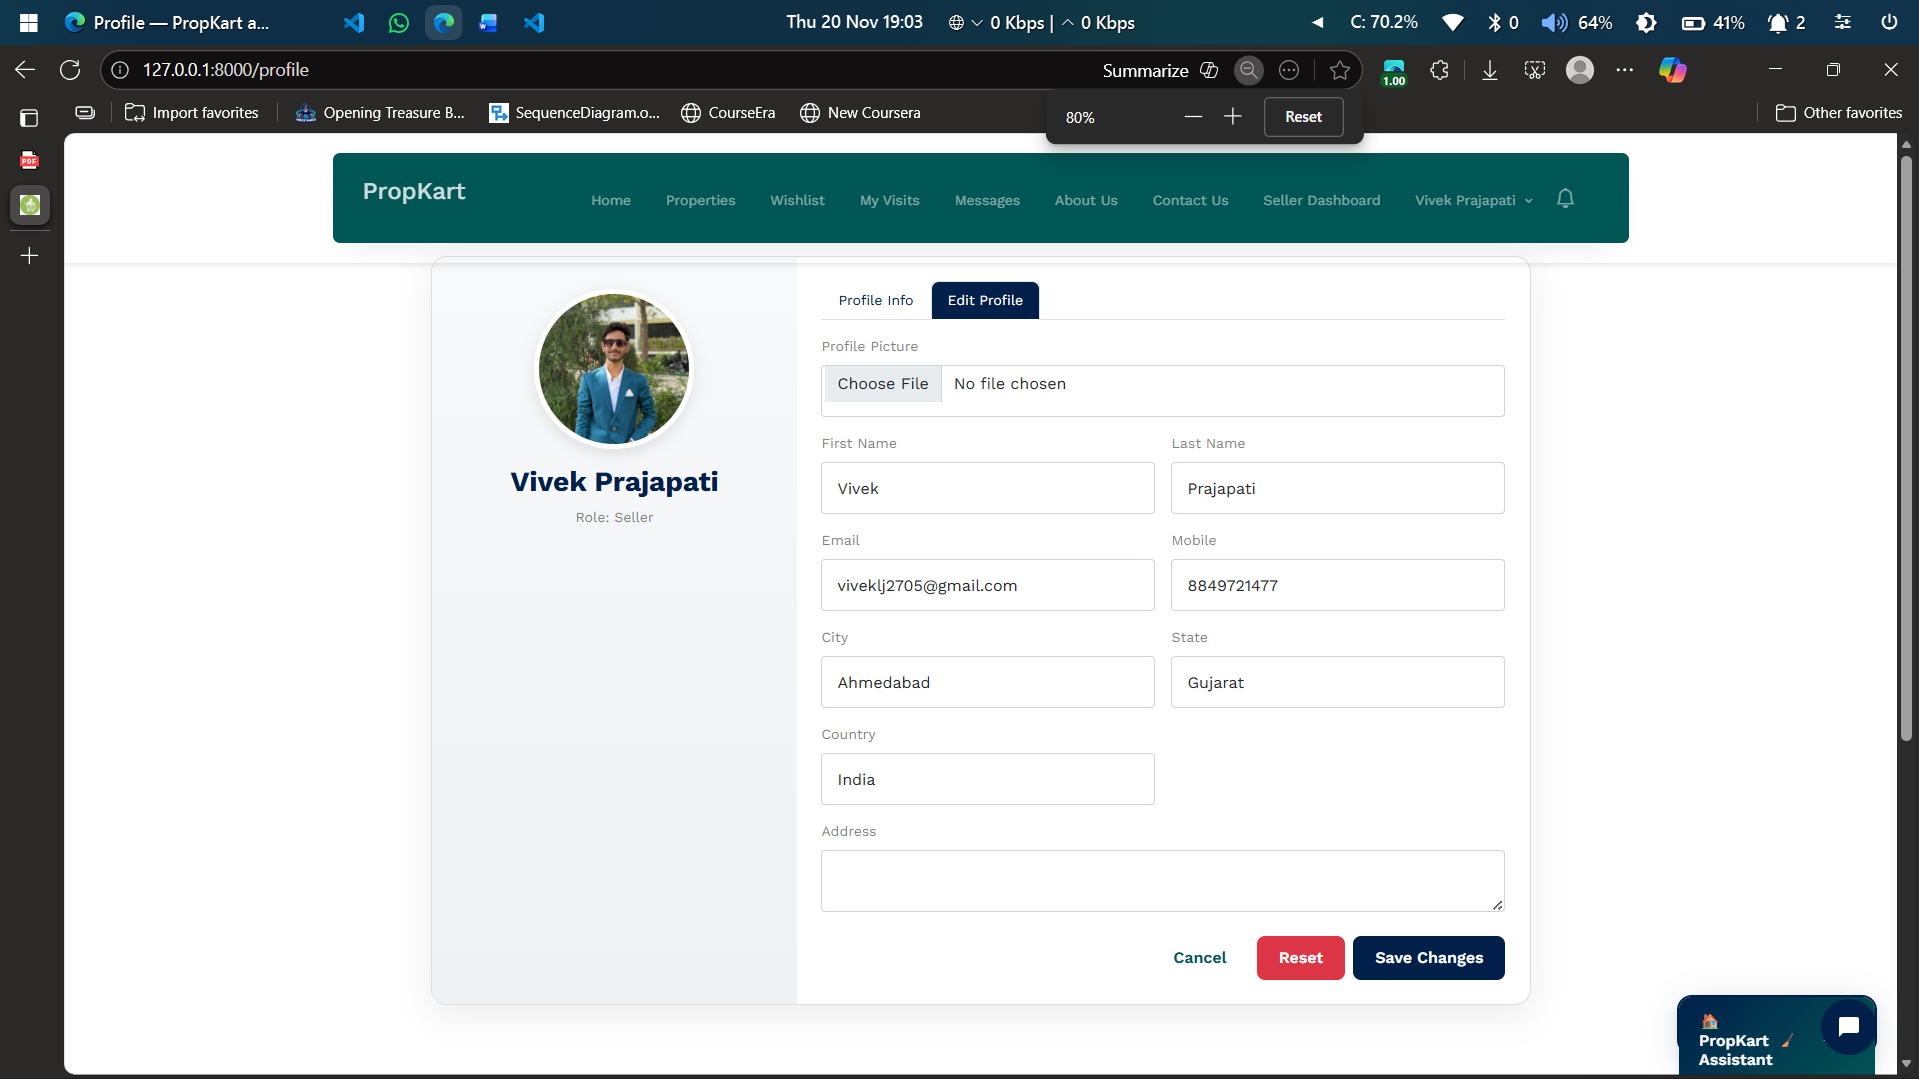 Profile — PropKart a...
Thu 20 Nov 19:03
0 Kbps | 0 Kbps
C: 70.2%
0
64%
41%
2
127.0.0.1:8000/profile
Summarize
1.00
Import favorites
Opening Treasure B...
SequenceDiagram.o...
CourseEra
New Coursera
Other favorites
80%
Reset
PDF
PropKart
Home
Properties
Wishlist
My Visits
Messages
About Us
Contact Us
Seller Dashboard
Vivek Prajapati
Vivek Prajapati
Role: Seller
Profile Info
Edit Profile
Profile Picture
Choose File
No file chosen
First Name
Last Name
Vivek
Prajapati
Email
Mobile
viveklj2705@gmail.com
8849721477
City
State
Ahmedabad
Gujarat
Country
India
Address
Cancel
Reset
Save Changes
PropKart
Assistant